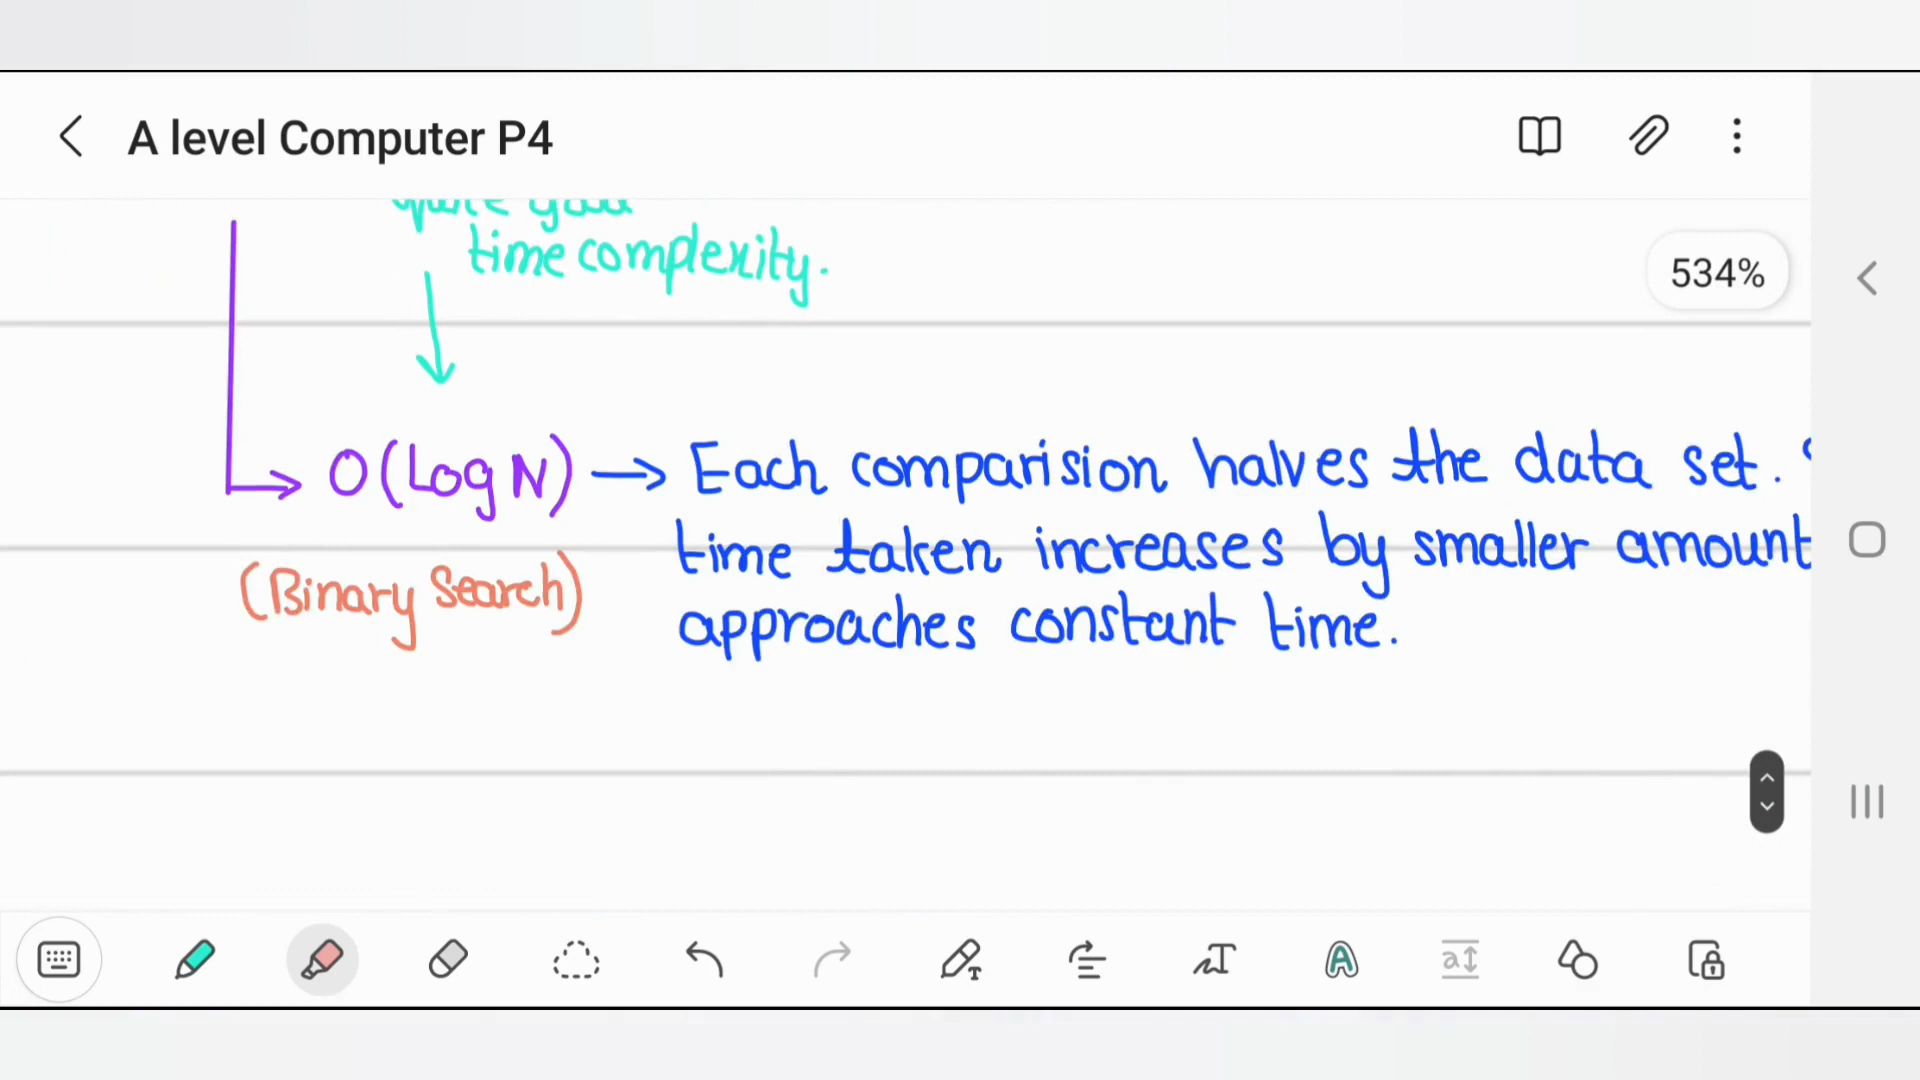 A level Computer P4
time complexity.
534%
O(Log N) → Each comparision halves the data set.
time taken increases by smaller amount
(Binary Search)
approaches constant time.